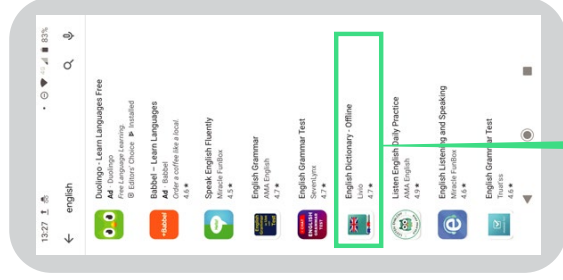 13:27
83%
english
Duolingo - Learn Languages Free
Ad · Duolingo
Free Language Learning.
Editors' Choice Installed
Babbel – Learn Languages
Ad · Babbel
Order a coffee like a local.
4.6 ★
Speak English Fluently
Miracle FunBox
4.5 ★
English Grammar
AMA English
4.7 ★
English Grammar Test
SevenLynx
4.7 ★
English Dictionary - Offline
Livio
4.7 ★
Listen English Daily Practice
AMA English
4.9 ★
English Listening and Speaking
Miracle FunBox
4.6 ★
English Grammar Test
4.6 ★
+Babbel
ENGLISH
Test